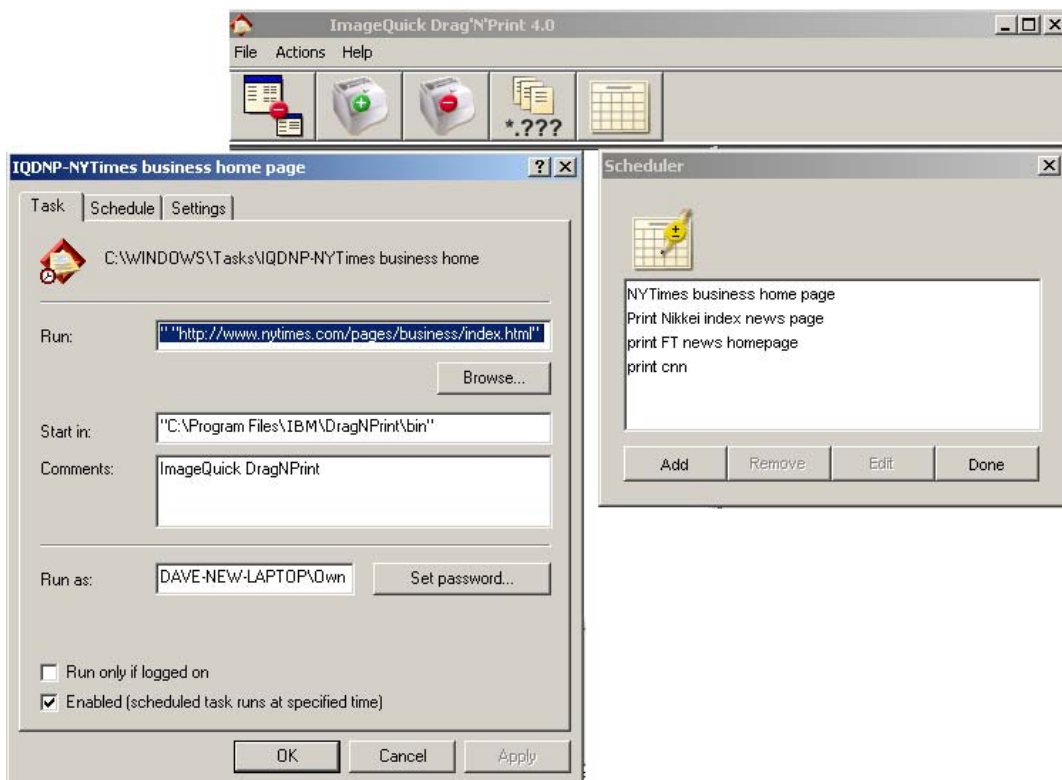 ImageQuick Drag'N'Print 4.0
File Actions Help
*.???
IQDNP-NYTimes business home page
Task Schedule Settings
C:\WINDOWS\Tasks\IQDNP-NYTimes business home
Run: " "http://www.nytimes.com/pages/business/index.html"
Browse...
Start in: "C:\Program Files\IBM\DragNPrint\bin"
Comments: ImageQuick DragNPrint
Run as: DAVE-NEW-LAPTOP\Own
Set password...
Run only if logged on
Enabled (scheduled task runs at specified time)
OK Cancel Apply
Scheduler
NYTimes business home page
Print Nikkei index news page
print FT news homepage
print cnn
Add Remove Edit Done